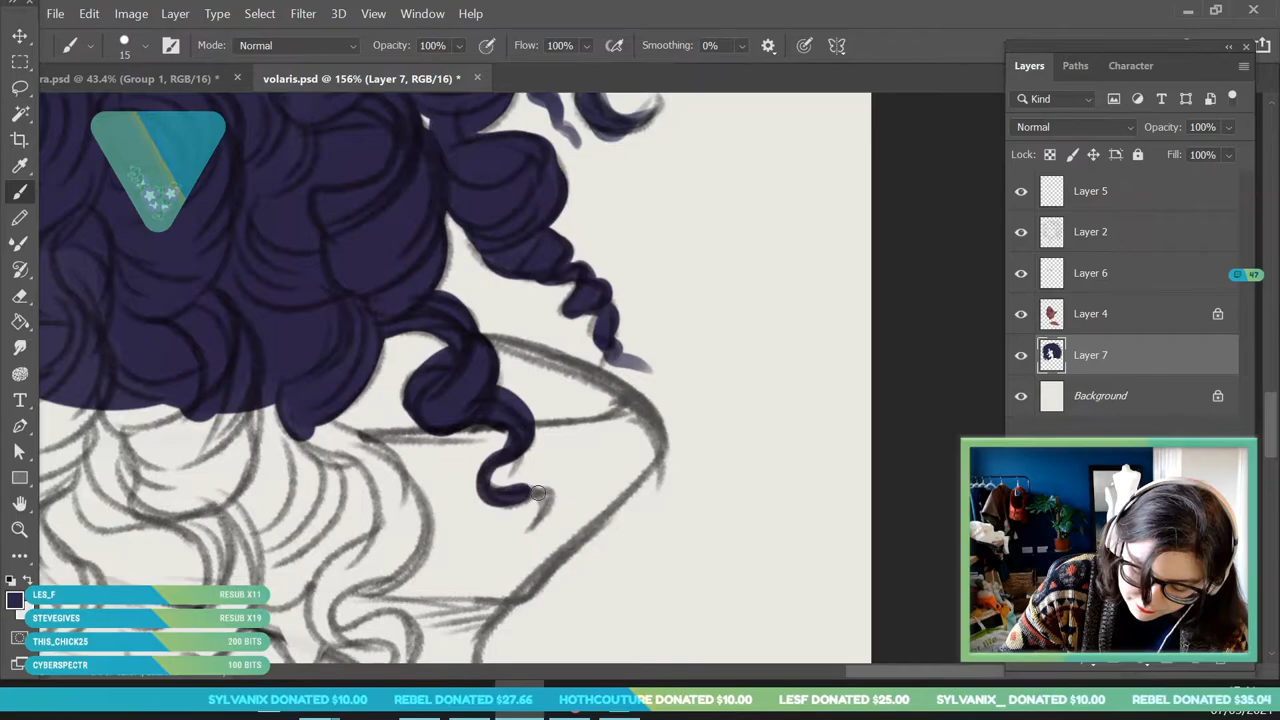 File Edit Image Layer Type Select Filter 3D View Window Help
15 Mode: Normal Opacity: 100% Flow: 100% Smoothing: 0%
ra.psd @ 43.4% (Group 1, RGB/16) * volaris.psd @ 156% (Layer 7, RGB/16) *
Layers Paths Character
Kind
Normal Opacity: 100%
Lock: Fill: 100%
Layer 5
Layer 2
Layer 6
47
Layer 4
Layer 7
Background
LES_F RESUB X11
STEVEGIVES RESUB X19
THIS_CHICK25 200 BITS
CYBERSPECTR 100 BITS
SYLVANIX DONATED $10.00 REBEL DONATED $27.66 HOTHCOUTURE DONATED $10.00 LESF DONATED $25.00 SYLVANIX_ DONATED $10.00 REBEL DONATED $35.04